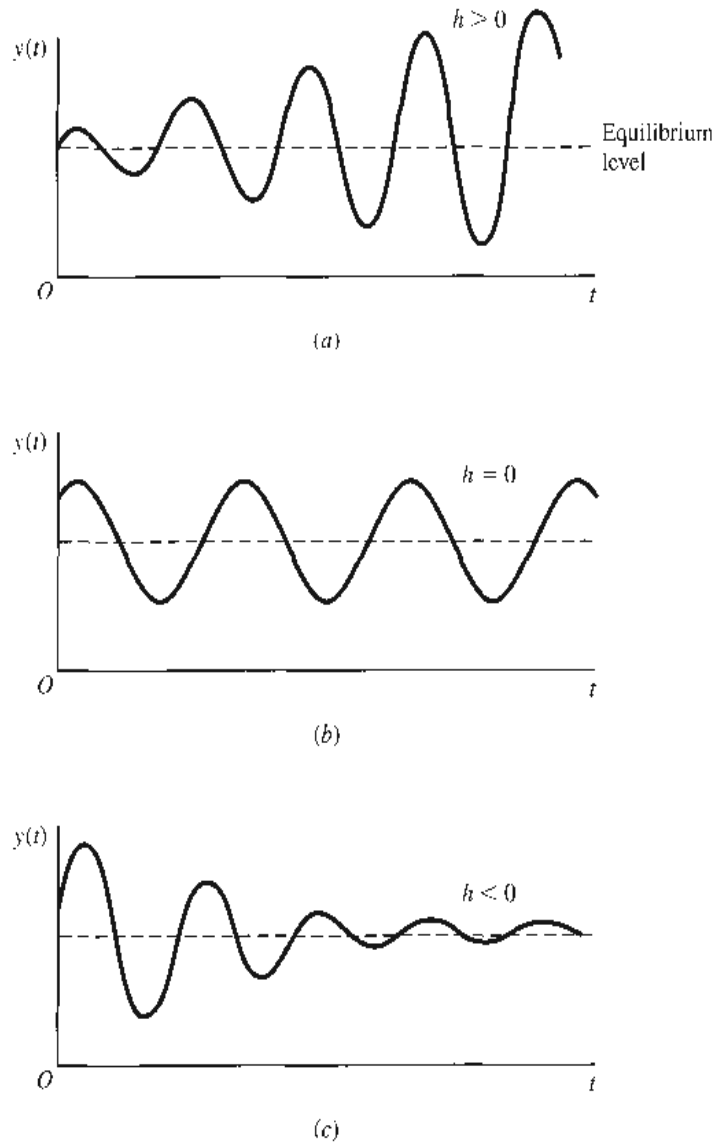 h > 0
y(t)
Equilibrium
level
O
t
(a)
y(t)
h = 0
O
t
(b)
y(t)
h < 0
O
t
(c)